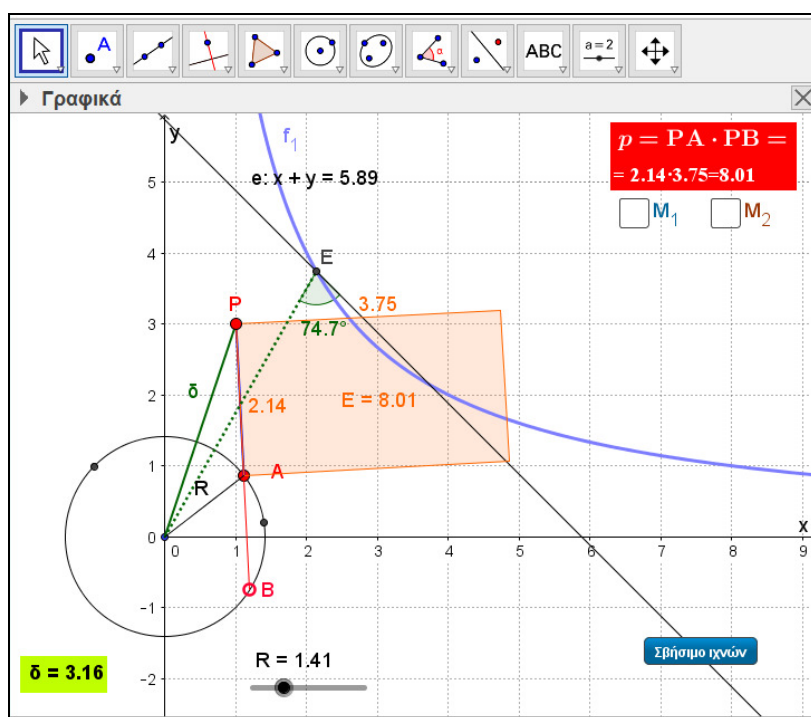 A
α
ABC
a = 2
Γραφικά
p = PA · PB =
= 2.14·3.75=8.01
M₁
M₂
y
f₁
e: x + y = 5.89
E
P
3.75
74.7°
δ
2.14
E = 8.01
R
A
B
x
5
4
3
2
1
0
-1
-2
0
1
2
3
4
5
6
7
8
9
Σβήσιμο ιχνών
R = 1.41
δ = 3.16